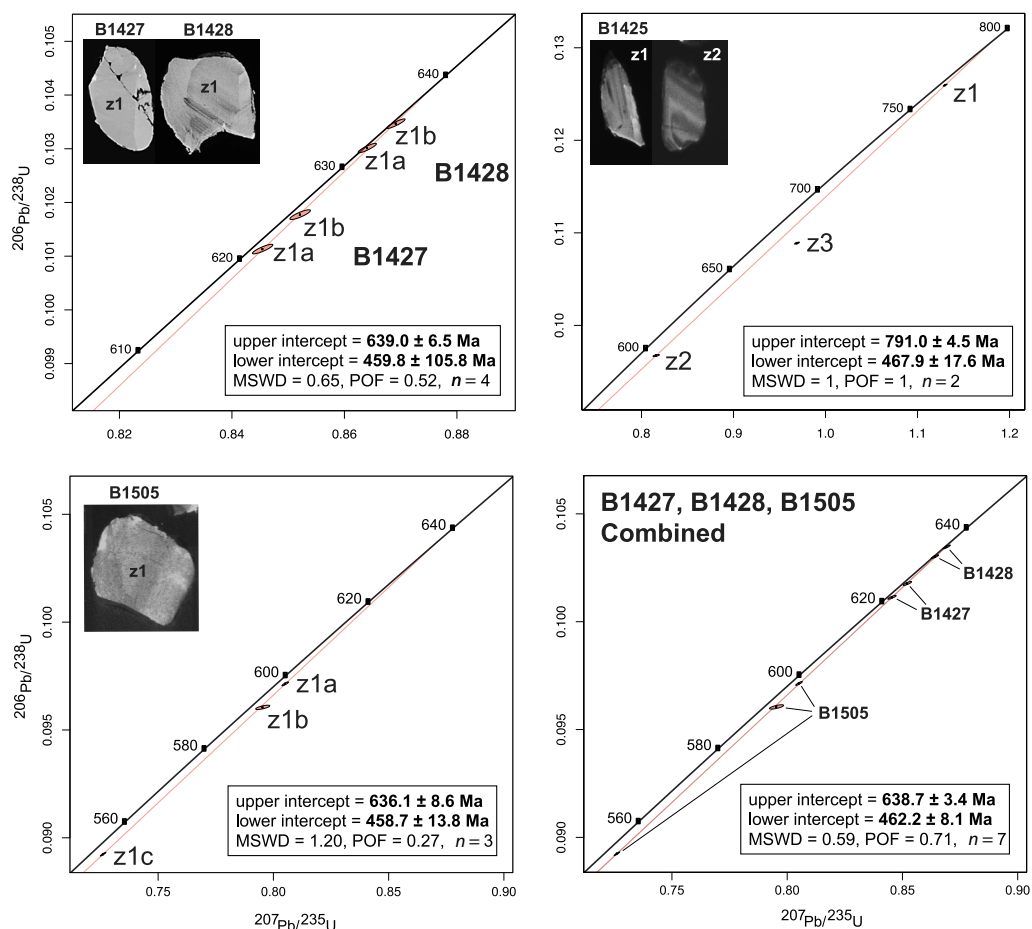 B1427 B1428
z1 z1
0.099 0.100 0.101 0.102 0.103 0.104 0.105
206Pb/238U
610 620 630 640
z1b
z1a
B1428
z1b
z1a
B1427
upper intercept = 639.0 ± 6.5 Ma
lower intercept = 459.8 ± 105.8 Ma
MSWD = 0.65, POF = 0.52, n = 4
0.82 0.84 0.86 0.88
B1425
z1 z2
0.10 0.11 0.12 0.13
600 650 700 750 800
z1
z3
z2
upper intercept = 791.0 ± 4.5 Ma
lower intercept = 467.9 ± 17.6 Ma
MSWD = 1, POF = 1, n = 2
0.8 0.9 1.0 1.1 1.2
B1505
z1
0.090 0.095 0.100 0.105
206Pb/238U
560 580 600 620 640
z1a
z1b
z1c
upper intercept = 636.1 ± 8.6 Ma
lower intercept = 458.7 ± 13.8 Ma
MSWD = 1.20, POF = 0.27, n = 3
0.75 0.80 0.85 0.90
207Pb/235U
B1427, B1428, B1505
Combined
0.090 0.095 0.100 0.105
560 580 600 620 640
B1428
B1427
B1505
upper intercept = 638.7 ± 3.4 Ma
lower intercept = 462.2 ± 8.1 Ma
MSWD = 0.59, POF = 0.71, n = 7
0.75 0.80 0.85 0.90
207Pb/235U